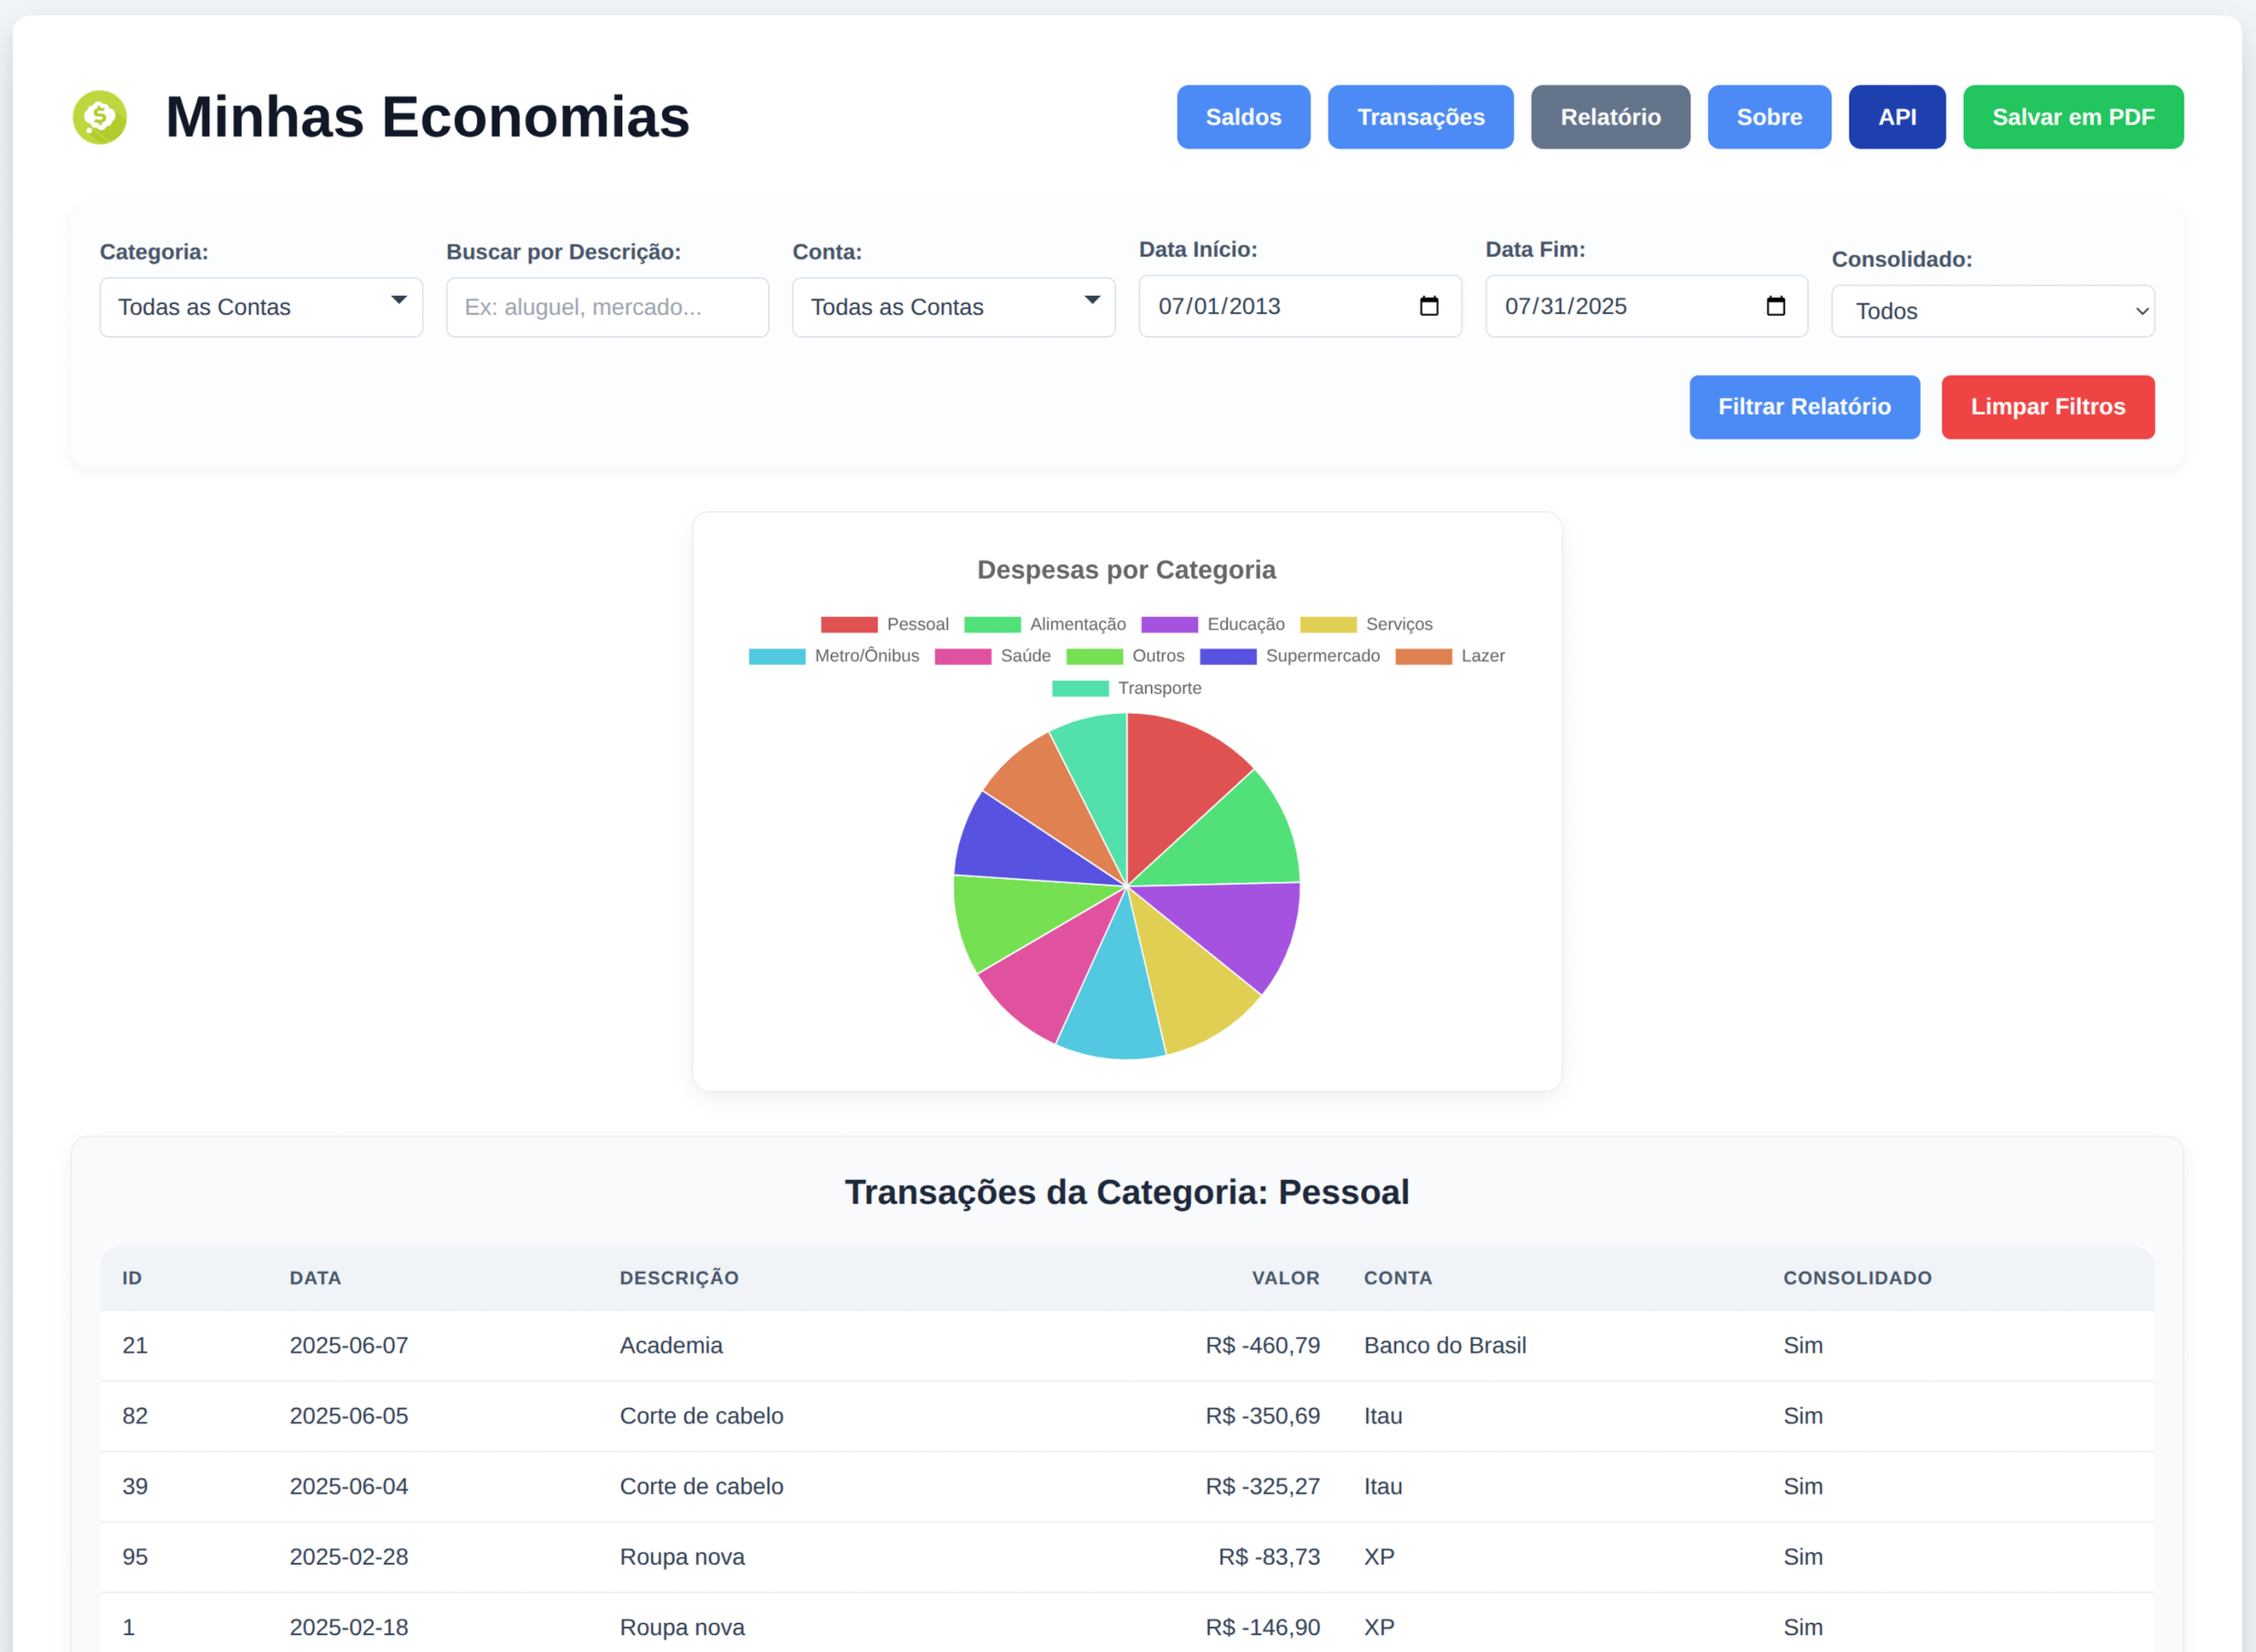 Minhas Economias
Saldos Transações Relatório Sobre API Salvar em PDF
Categoria: Buscar por Descrição: Conta: Data Início: Data Fim: Consolidado:
Todas as Contas Ex: aluguel, mercado... Todas as Contas 07/01/2013 07/31/2025 Todos
Filtrar Relatório Limpar Filtros
Despesas por Categoria
Pessoal Alimentação Educação Serviços
Metro/Ônibus Saúde Outros Supermercado Lazer
Transporte
Transações da Categoria: Pessoal
ID DATA DESCRIÇÃO VALOR CONTA CONSOLIDADO
21 2025-06-07 Academia R$ -460,79 Banco do Brasil Sim
82 2025-06-05 Corte de cabelo R$ -350,69 Itau Sim
39 2025-06-04 Corte de cabelo R$ -325,27 Itau Sim
95 2025-02-28 Roupa nova R$ -83,73 XP Sim
1 2025-02-18 Roupa nova R$ -146,90 XP Sim